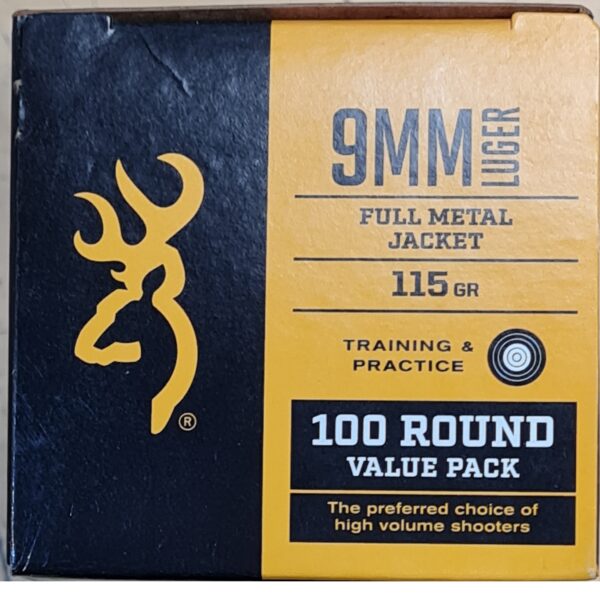 9MM LUGER
FULL METAL
JACKET
115 GR
TRAINING &
PRACTICE
®
100 ROUND
VALUE PACK
The preferred choice of
high volume shooters